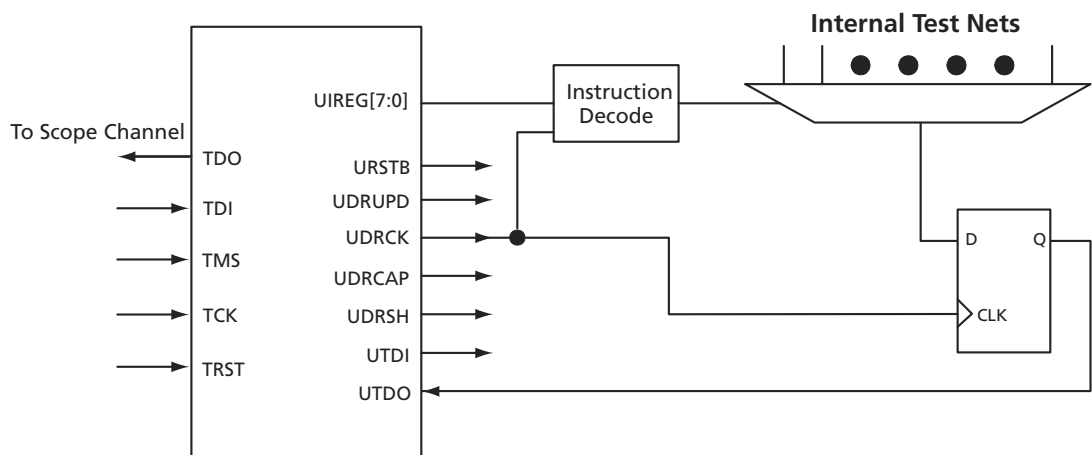 Internal Test Nets
UIREG[7:0]
Instruction
Decode
To Scope Channel
TDO
TDI
TMS
TCK
TRST
URSTB
UDRUPD
UDRCK
UDRCAP
UDRSH
UTDI
UTDO
D
Q
CLK